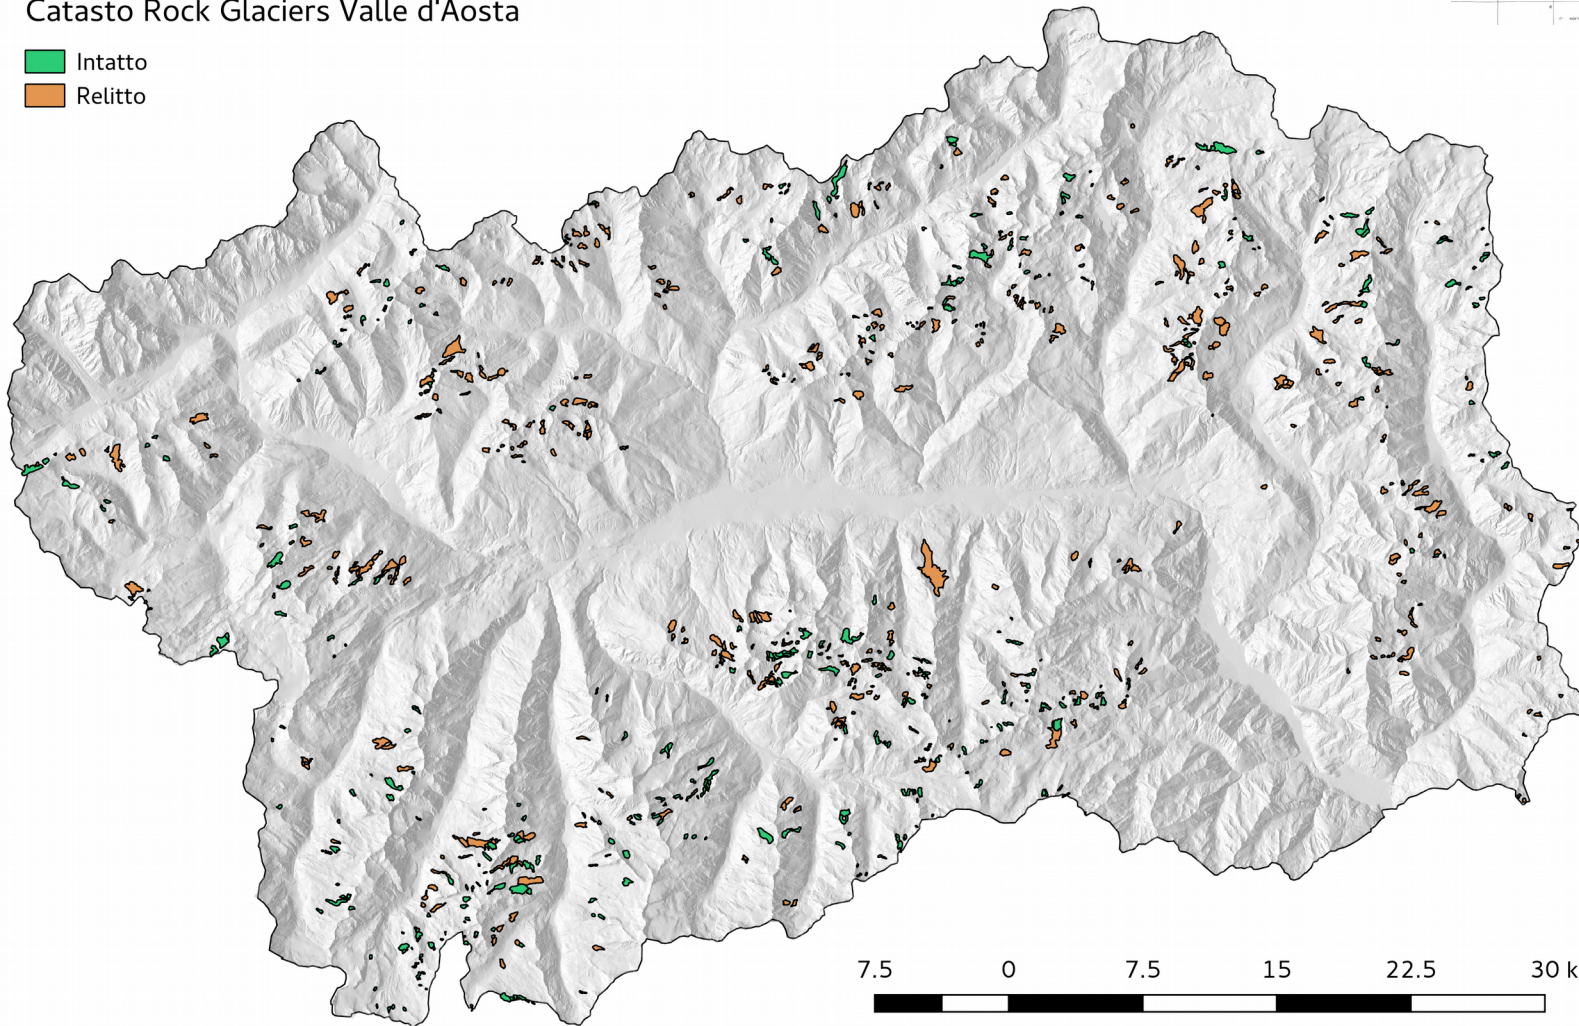 Catasto Rock Glaciers Valle d'Aosta
Intatto
Relitto
7.5 0 7.5 15 22.5 30 k